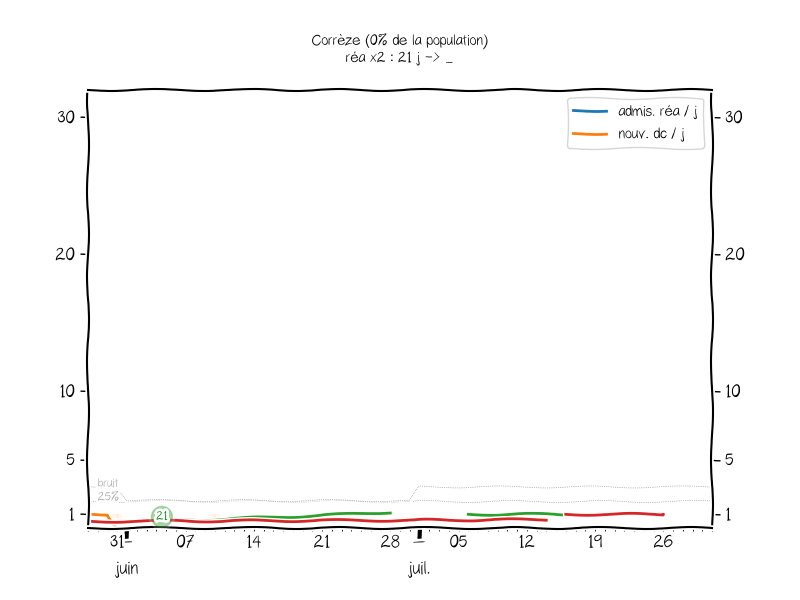 Corrèze (0% de la population)
réa x2 : 21 j -> _
admis. réa / j
nouv. dc / j
30
30
20
20
10
10
5
5
bruit
25%
1
21
1
31 07 14 21 28 05 12 19 26
juin juil.